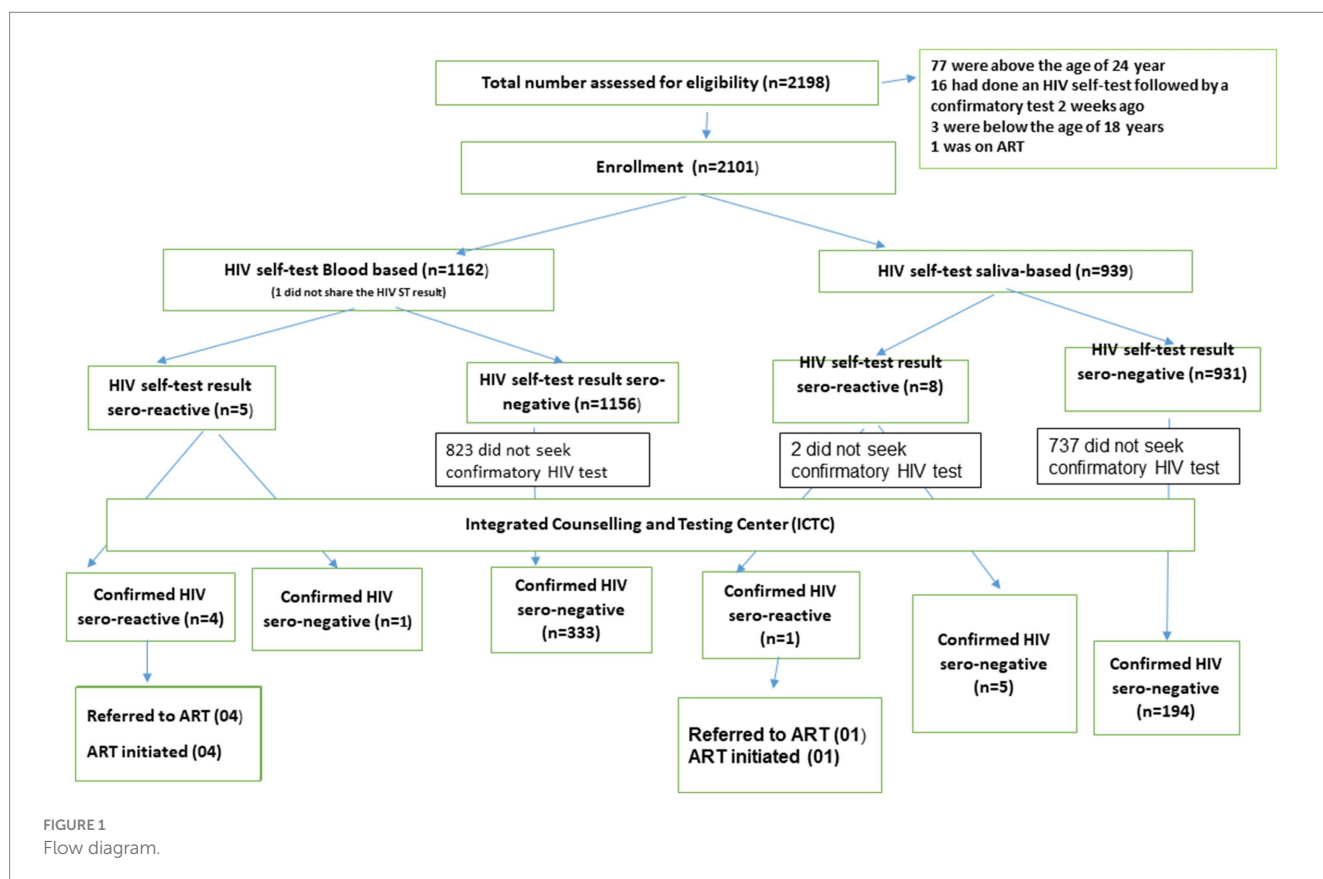 Total number assessed for eligibility (n=2198)
77 were above the age of 24 year
16 had done an HIV self-test followed by a
confirmatory test 2 weeks ago
3 were below the age of 18 years
1 was on ART
Enrollment (n=2101)
HIV self-test Blood based (n=1162)
(1 did not share the HIV ST result)
HIV self-test saliva-based (n=939)
HIV self-test result
sero-reactive (n=5)
HIV self-test result sero-
negative (n=1156)
HIV self-test result
sero-reactive (n=8)
HIV self-test result
sero-negative (n=931)
823 did not seek
confirmatory HIV test
2 did not seek
confirmatory HIV test
737 did not seek
confirmatory HIV test
Integrated Counselling and Testing Center (ICTC)
Confirmed HIV
sero-reactive (n=4)
Confirmed HIV
sero-negative (n=1)
Confirmed HIV
sero-negative
(n=333)
Confirmed HIV
sero-reactive
(n=1)
Confirmed HIV
sero-negative
(n=5)
Confirmed HIV
sero-negative
(n=194)
Referred to ART (04)
ART initiated (04)
Referred to ART (01)
ART initiated (01)
FIGURE 1
Flow diagram.